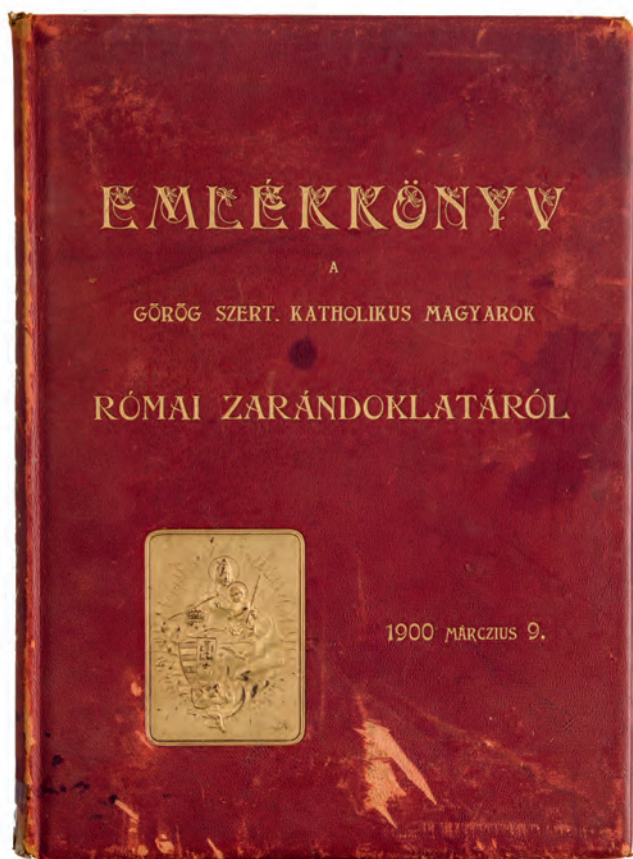 EMLÉKKÖNYV
A
GÖRÖG SZERT. KATHOLIKUS MAGYAROK
RÓMAI ZARÁNDOKLATÁRÓL
1900 MÁRCZIUS 9.